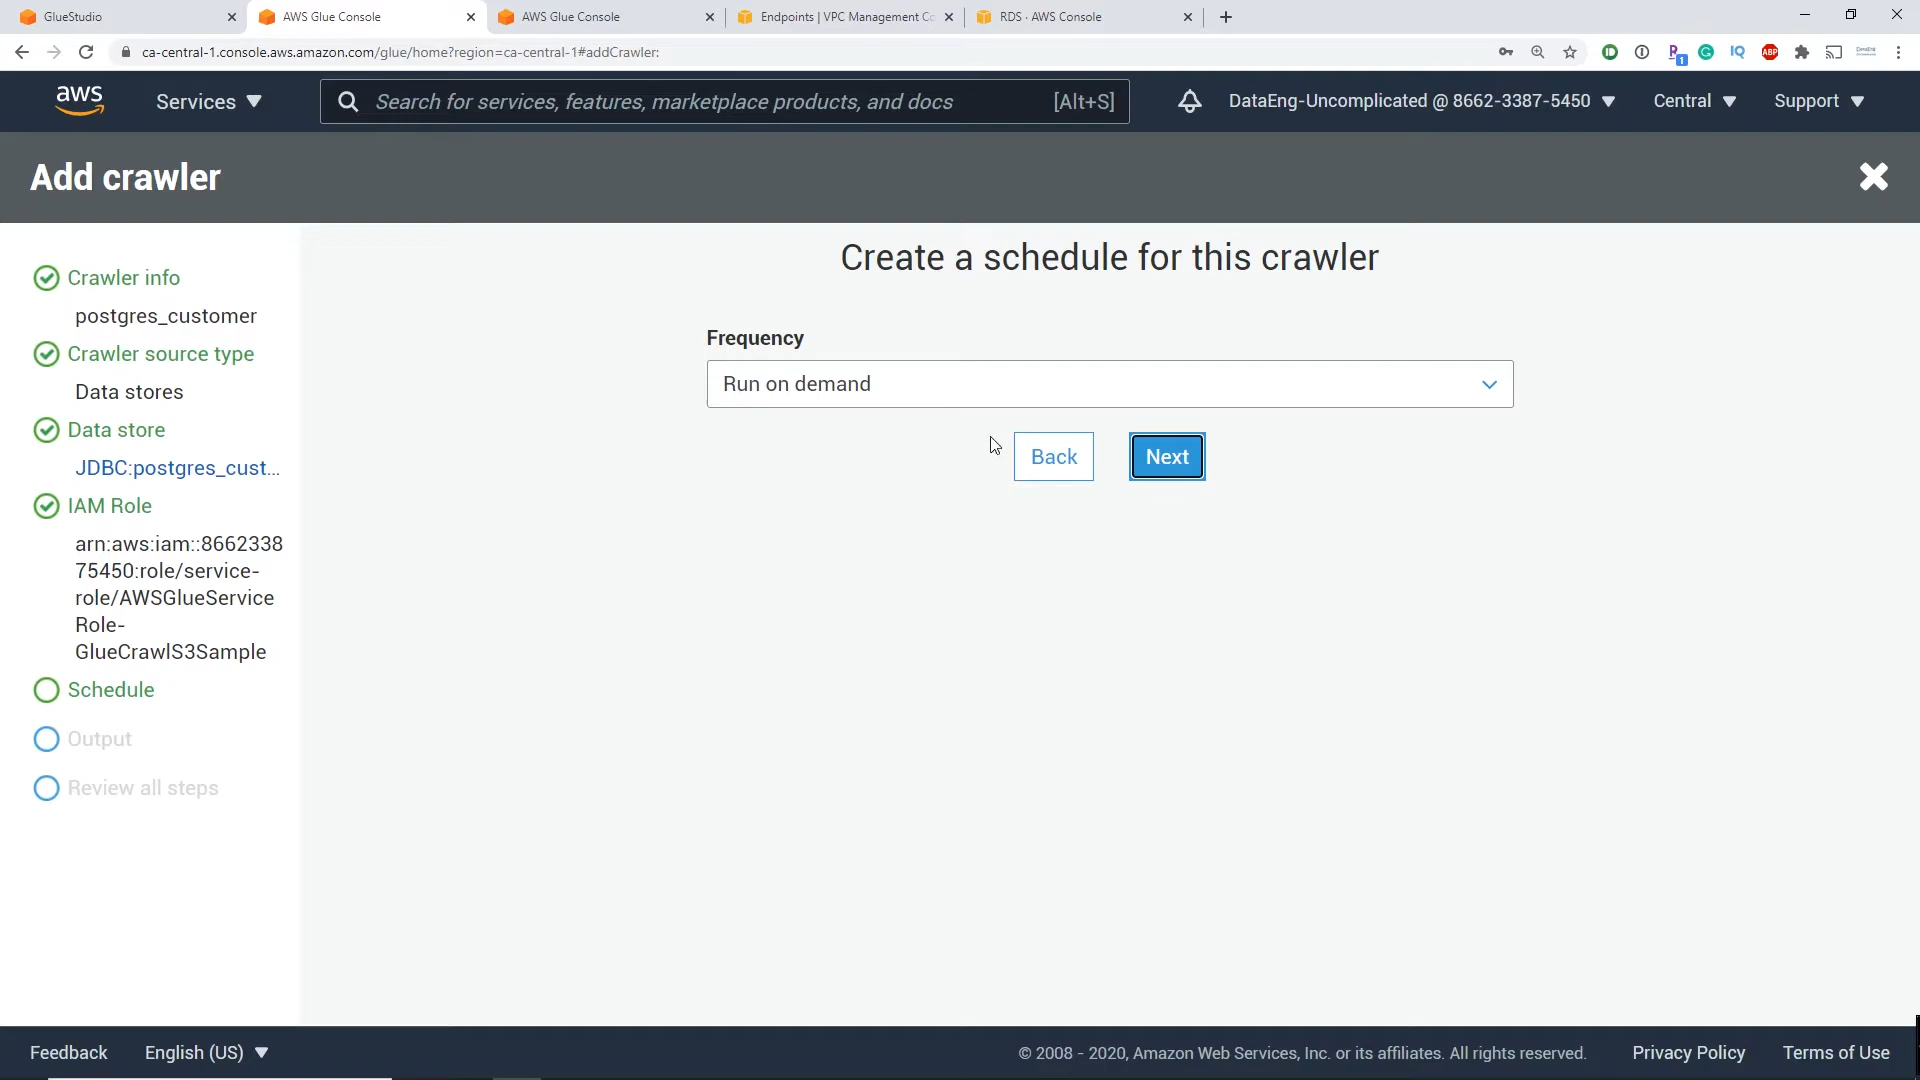 GlueStudio
AWS Glue Console
AWS Glue Console
Endpoints | VPC Management Co
RDS · AWS Console
ca-central-1.console.aws.amazon.com/glue/home?region=ca-central-1#addCrawler:
1
IQ
ABP
aws
Services
Search for services, features, marketplace products, and docs
[Alt+S]
DataEng-Uncomplicated @ 8662-3387-5450
Central
Support
Add crawler
Crawler info
postgres_customer
Crawler source type
Data stores
Data store
JDBC:postgres_cust...
IAM Role
arn:aws:iam::8662338
75450:role/service-
role/AWSGlueService
Role-
GlueCrawlS3Sample
Schedule
Output
Review all steps
Create a schedule for this crawler
Frequency
Run on demand
Back
Next
Feedback
English (US)
© 2008 - 2020, Amazon Web Services, Inc. or its affiliates. All rights reserved.
Privacy Policy
Terms of Use